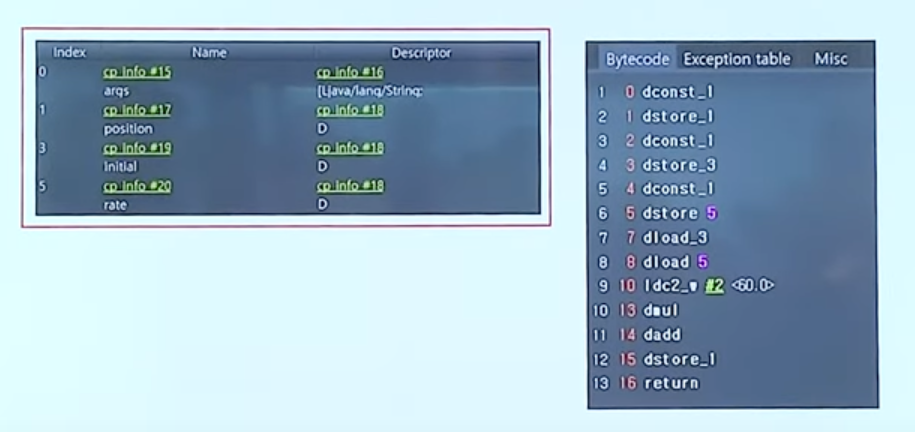 Index Name Descriptor
0 cp info #15 cp info #16
args [Ljava/lang/String;
1 cp info #17 cp info #18
position D
3 cp info #19 cp info #18
initial D
5 cp info #20 cp info #18
rate D
Bytecode Exception table Misc
1 0 dconst_1
2 1 dstore_1
3 2 dconst_1
4 3 dstore_3
5 4 dconst_1
6 5 dstore 5
7 7 dload_3
8 8 dload 5
9 10 ldc2_w #2 <60.0>
10 13 dmul
11 14 dadd
12 15 dstore_1
13 16 return